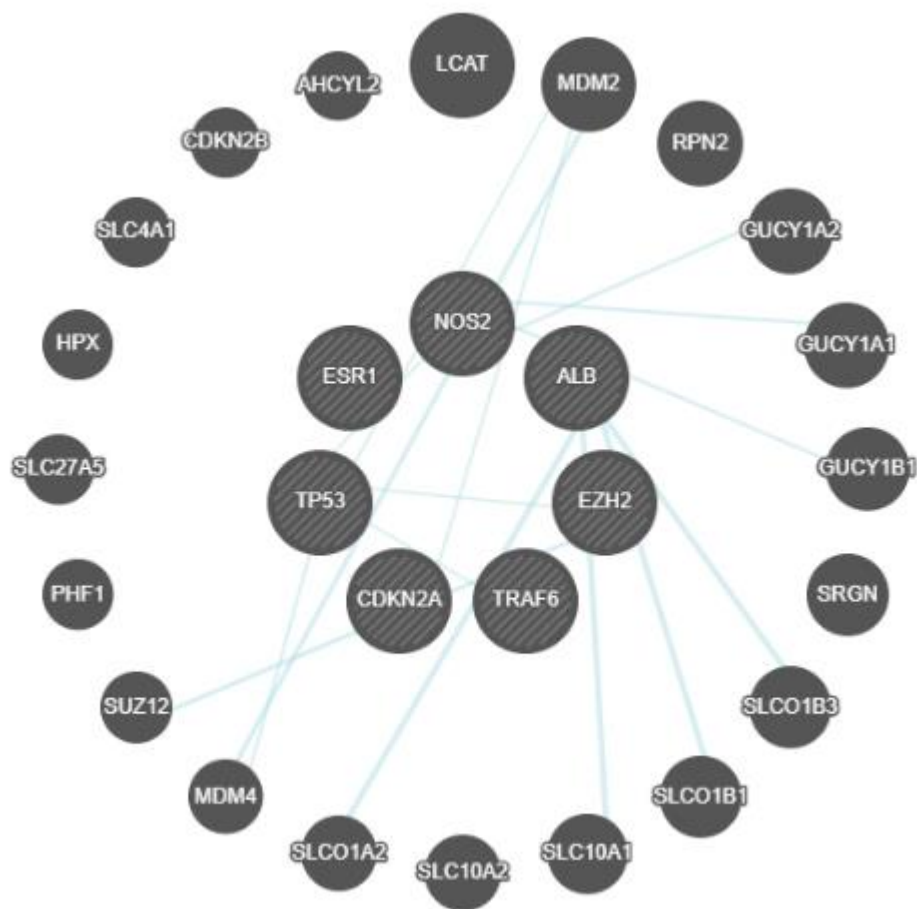 LCAT
AHCYL2
MDM2
CDKN2B
RPN2
SLC4A1
GUCY1A2
NOS2
HPX
GUCY1A1
ESR1
ALB
SLC27A5
GUCY1B1
TP53
EZH2
PHF1
CDKN2A
TRAF6
SRGN
SUZ12
SLCO1B3
MDM4
SLCO1B1
SLCO1A2
SLC10A2
SLC10A1